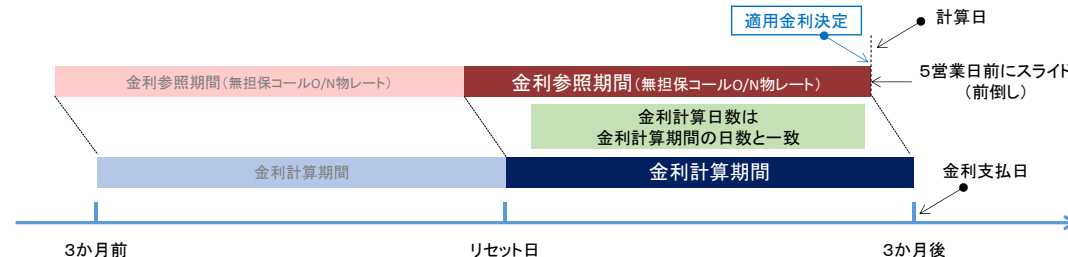 適用金利決定
計算日
金利参照期間(無担保コールO/N物レート)
金利参照期間(無担保コールO/N物レート)
5営業日前にスライド
(前倒し)
金利計算日数は
金利計算期間の日数と一致
金利計算期間
金利計算期間
金利支払日
3か月前
リセット日
3か月後